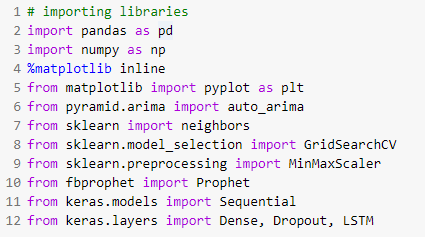 1 # importing libraries
2 import pandas as pd
3 import numpy as np
4 %matplotlib inline
5 from matplotlib import pyplot as plt
6 from pyramid.arima import auto_arima
7 from sklearn import neighbors
8 from sklearn.model_selection import GridSearchCV
9 from sklearn.preprocessing import MinMaxScaler
10 from fbprophet import Prophet
11 from keras.models import Sequential
12 from keras.layers import Dense, Dropout, LSTM